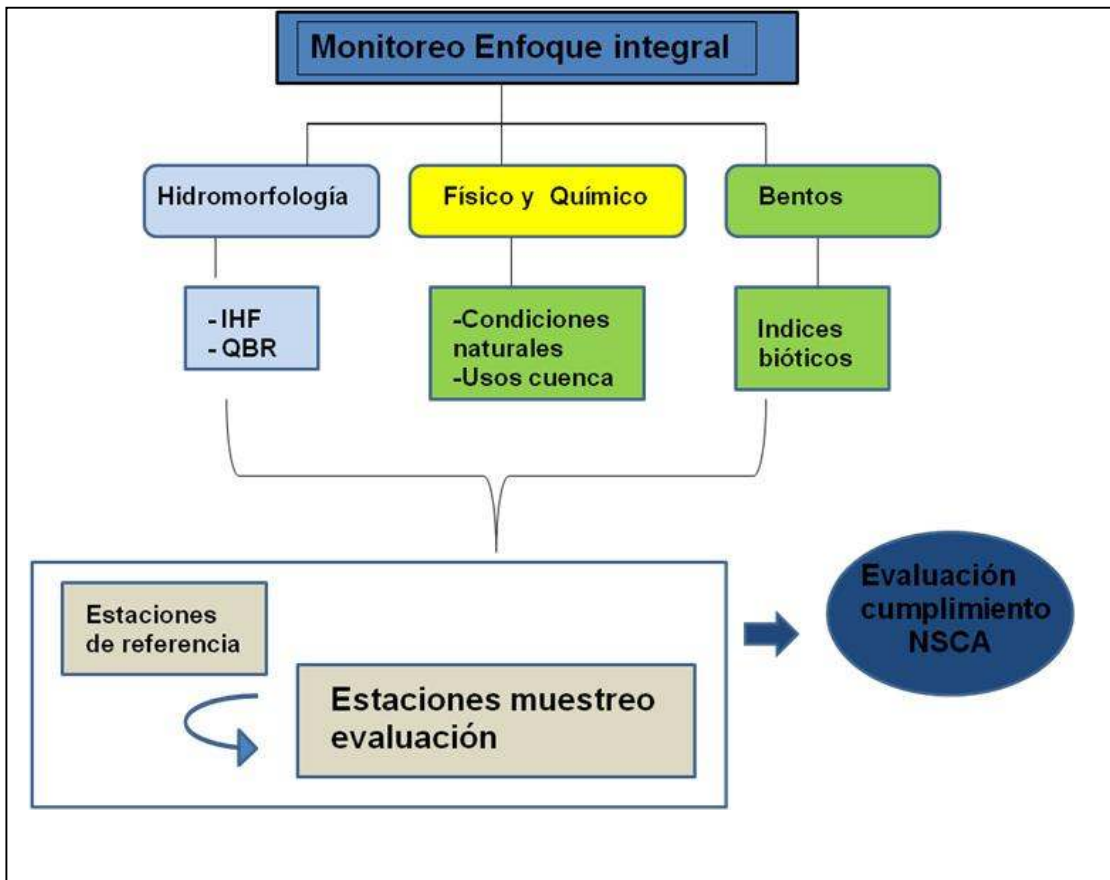 Monitoreo Enfoque integral
Hidromorfología
Físico y Químico
Bentos
- IHF
- QBR
-Condiciones
naturales
-Usos cuenca
Indices
bióticos
Estaciones
de referencia
Estaciones muestreo
evaluación
Evaluación
cumplimiento
NSCA